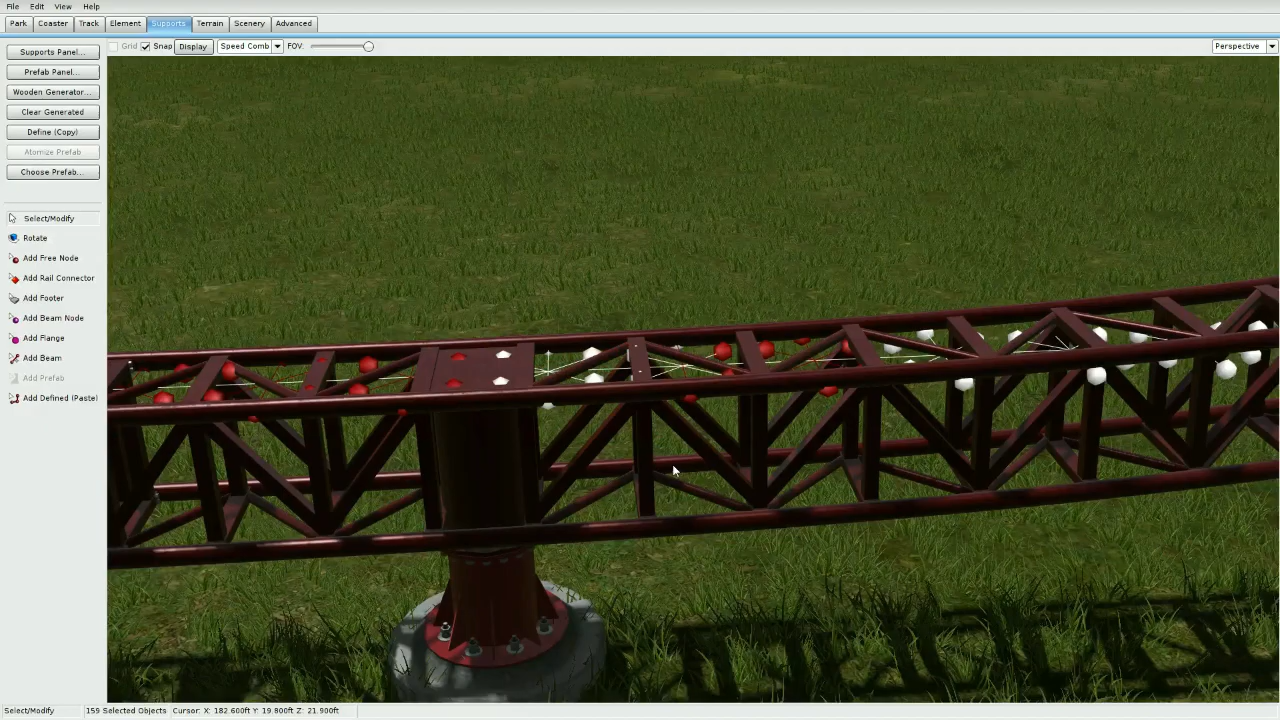 File Edit View Help
Park Coaster Track Element Supports Terrain Scenery Advanced
Supports Panel... Grid Snap Display Speed Comb FOV: Perspective
Prefab Panel...
Wooden Generator...
Clear Generated
Define (Copy)
Atomize Prefab
Choose Prefab...
Select/Modify
Rotate
Add Free Node
Add Rail Connector
Add Footer
Add Beam Node
Add Flange
Add Beam
Add Prefab
Add Defined (Paste)
Select/Modify 159 Selected Objects Cursor: X: 182.600ft Y: 19.800ft Z: 21.900ft